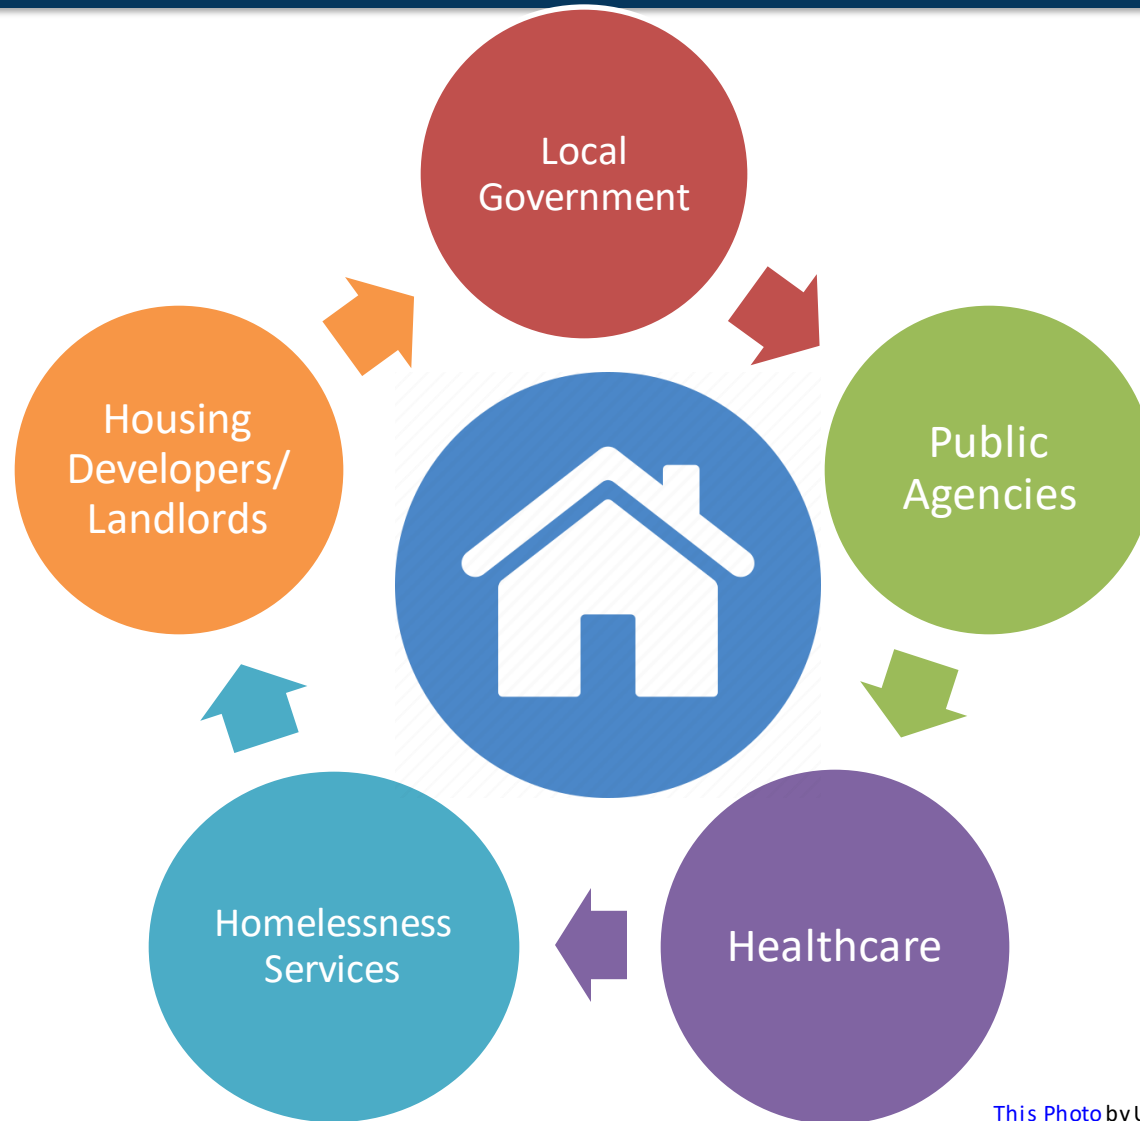 Local
Government
Housing
Developers/
Landlords
Public
Agencies
Homelessness
Services
Healthcare
This Photo by